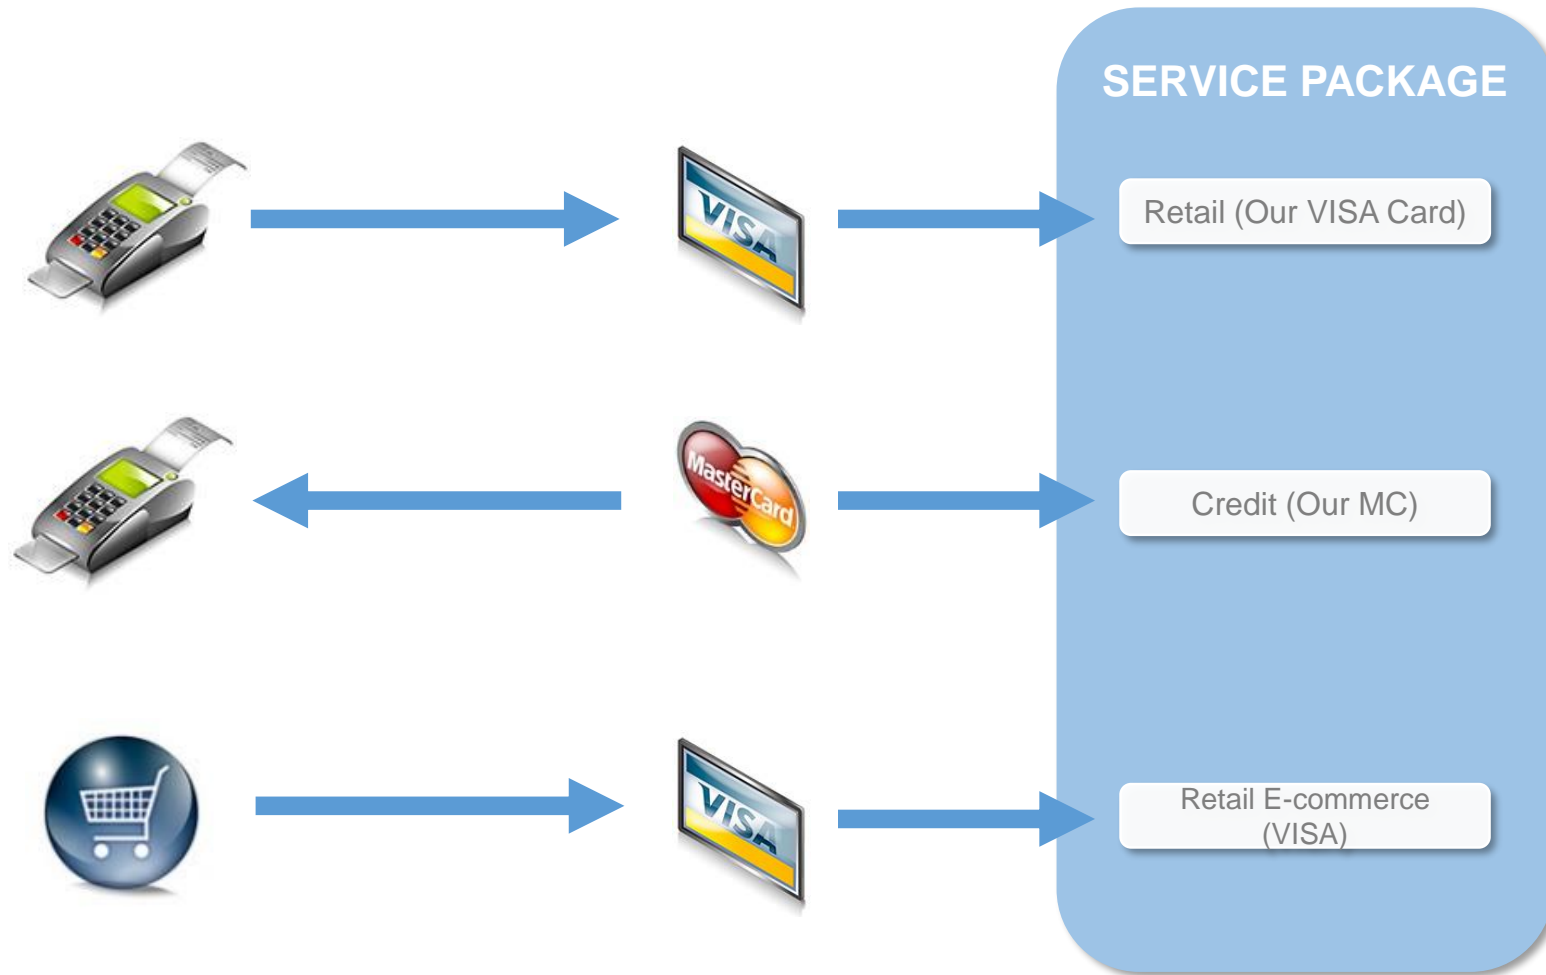 SERVICE PACKAGE
VISA
Retail (Our VISA Card)
MasterCard
Credit (Our MC)
VISA
Retail E-commerce
(VISA)